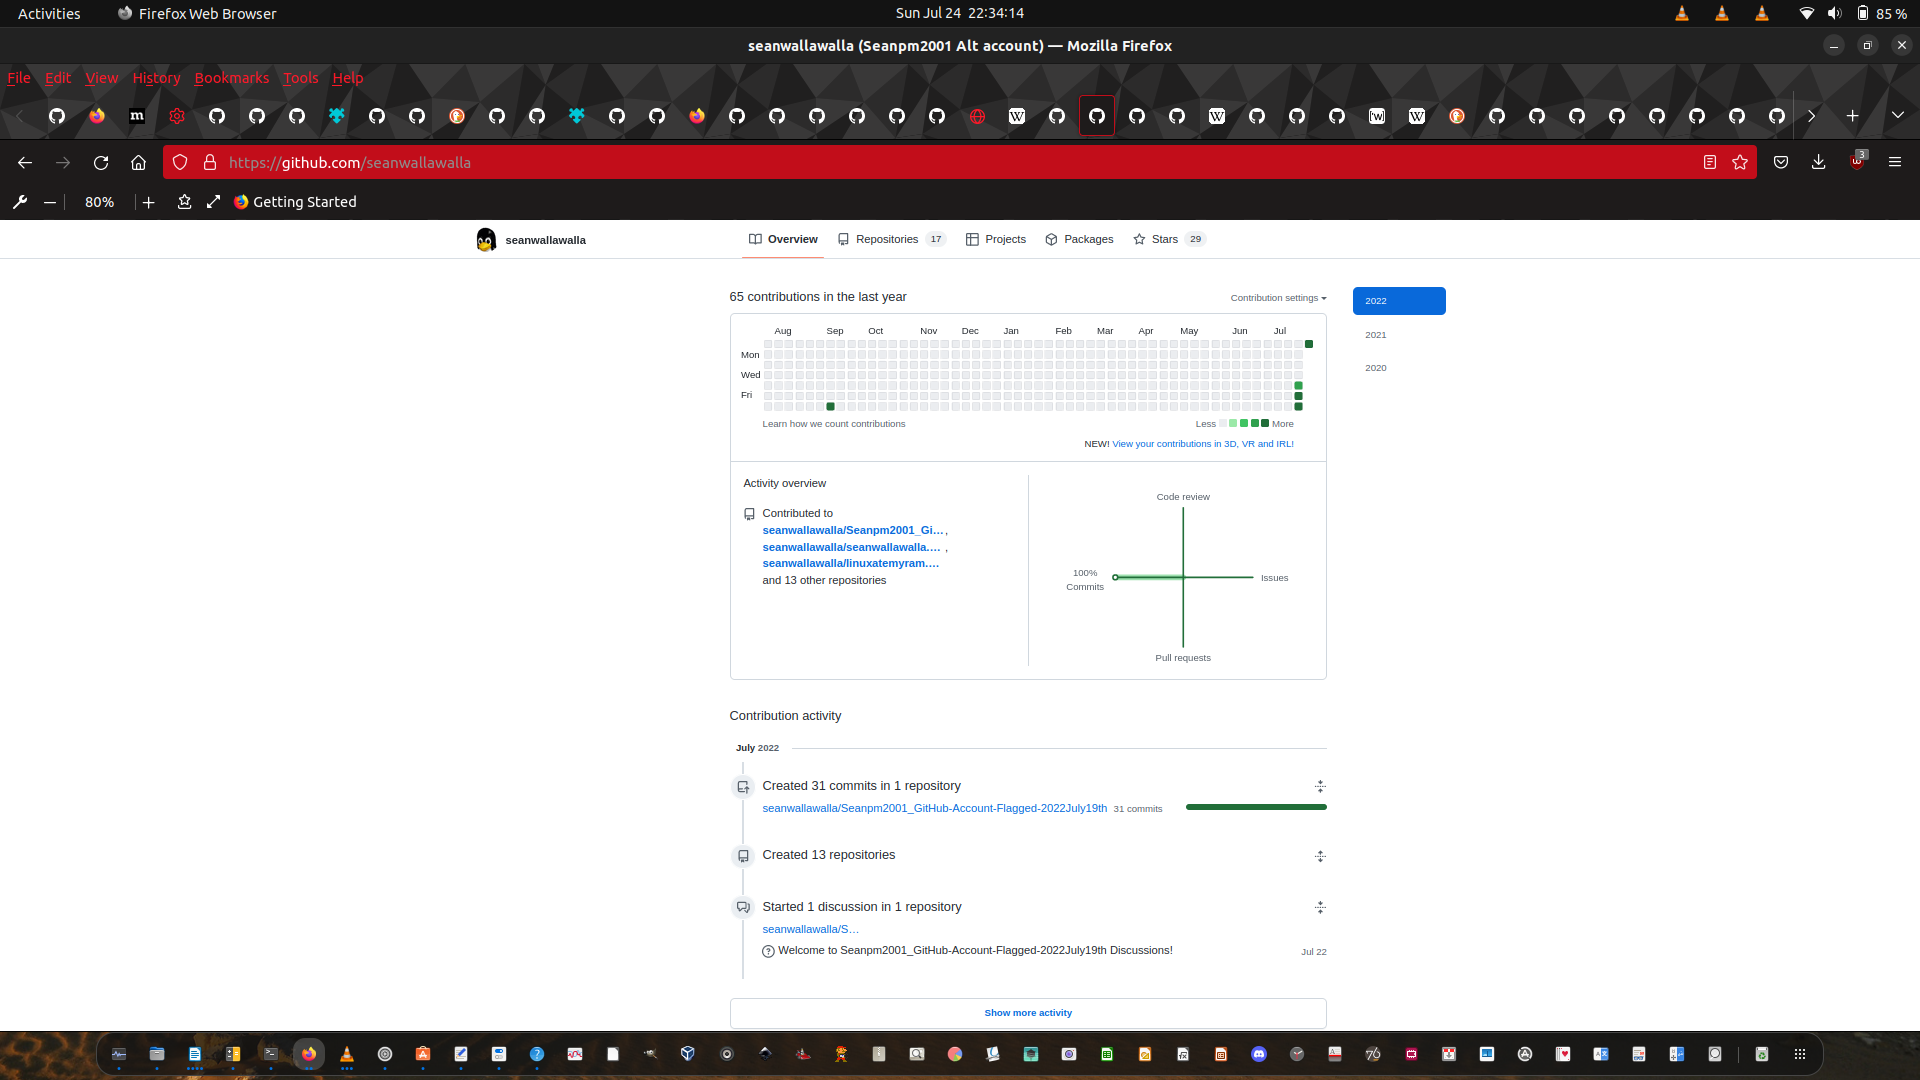 Activities Firefox Web Browser Sun Jul 24 22:34:14 85 %
seanwallawalla (Seanpm2001 Alt account) — Mozilla Firefox
File Edit View History Bookmarks Tools Help
https://github.com/seanwallawalla 3
80% Getting Started
seanwallawalla Overview Repositories 17 Projects Packages Stars 29
65 contributions in the last year Contribution settings 2022
Aug Sep Oct Nov Dec Jan Feb Mar Apr May Jun Jul
2021
Mon
2020
Wed
Fri
Learn how we count contributions Less More
NEW! View your contributions in 3D, VR and IRL!
Activity overview
Code review
Contributed to
seanwallawalla/Seanpm2001_Gi… ,
seanwallawalla/seanwallawalla.… ,
seanwallawalla/linuxatemyram.…
100%
and 13 other repositories
Issues
Commits
Pull requests
Contribution activity
July 2022
Created 31 commits in 1 repository
seanwallawalla/Seanpm2001_GitHub-Account-Flagged-2022July19th 31 commits
Created 13 repositories
Started 1 discussion in 1 repository
seanwallawalla/S…
Welcome to Seanpm2001_GitHub-Account-Flagged-2022July19th Discussions! Jul 22
Show more activity